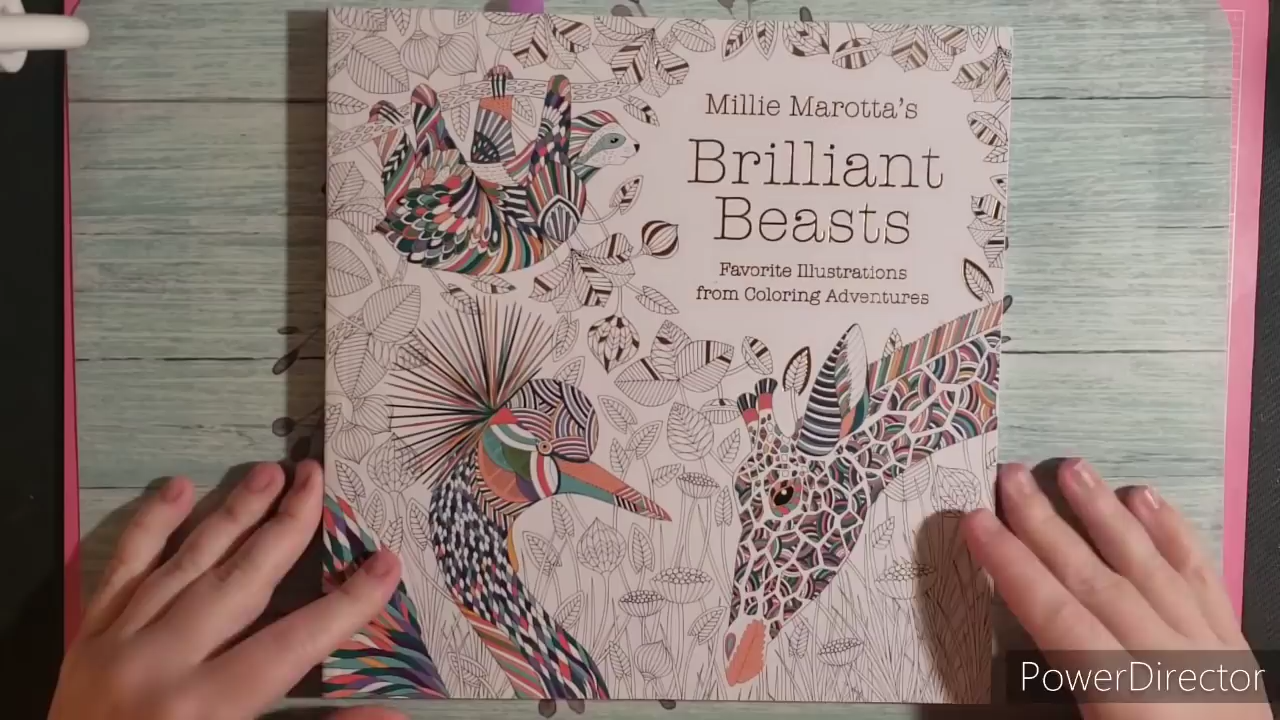 Millie Marotta's
Brilliant
Beasts
Favorite Illustrations
from Coloring Adventures
PowerDirector